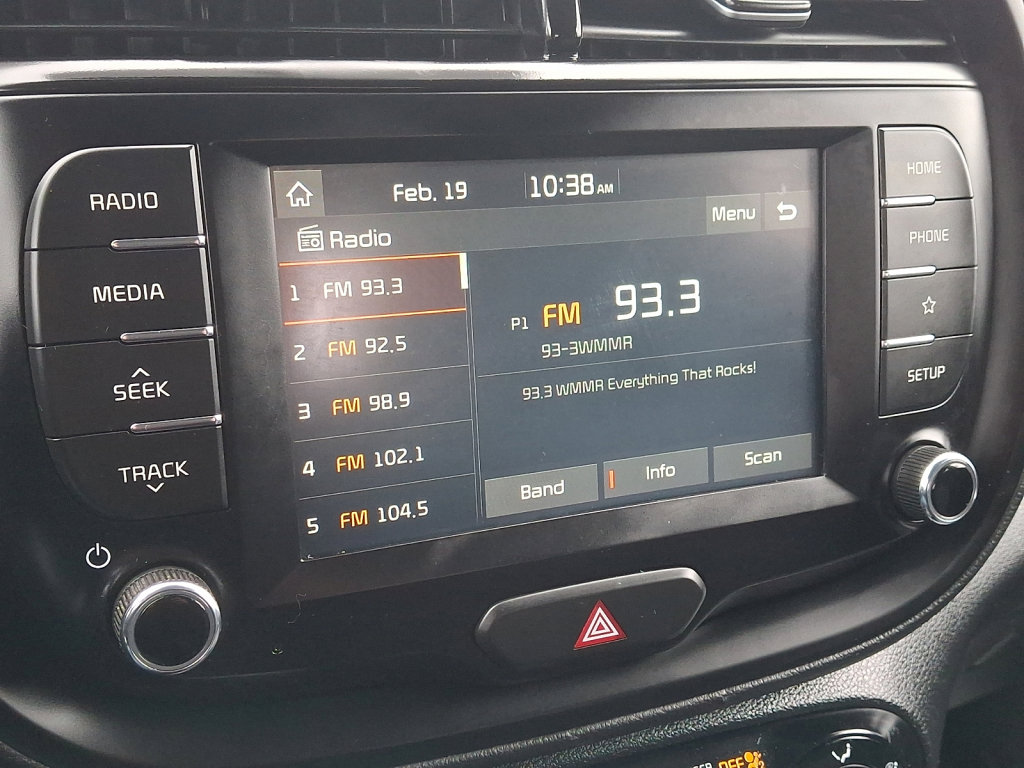 RADIO
MEDIA
SEEK
TRACK
Feb. 19
10:38 AM
Radio
Menu
1 FM 93.3
2 FM 92.5
3 FM 98.9
4 FM 102.1
5 FM 104.5
P1 FM 93.3
93-3WMMR
93.3 WMMR Everything That Rocks!
Band
Info
Scan
HOME
PHONE
SETUP
OFF